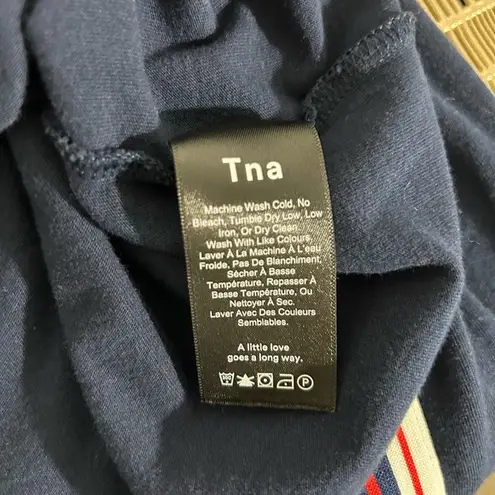 Tna
Machine Wash Cold, No
Bleach, Tumble Dry Low, Low
Iron, Or Dry Clean.
Wash With Like Colours.
Laver À La Machine À L'eau
Froide, Pas De Blanchiment,
Sécher À Basse
Température, Repasser À
Basse Température, Ou
Nettoyer À Sec.
Laver Avec Des Couleurs
Semblables.
A little love
goes a long way.
P